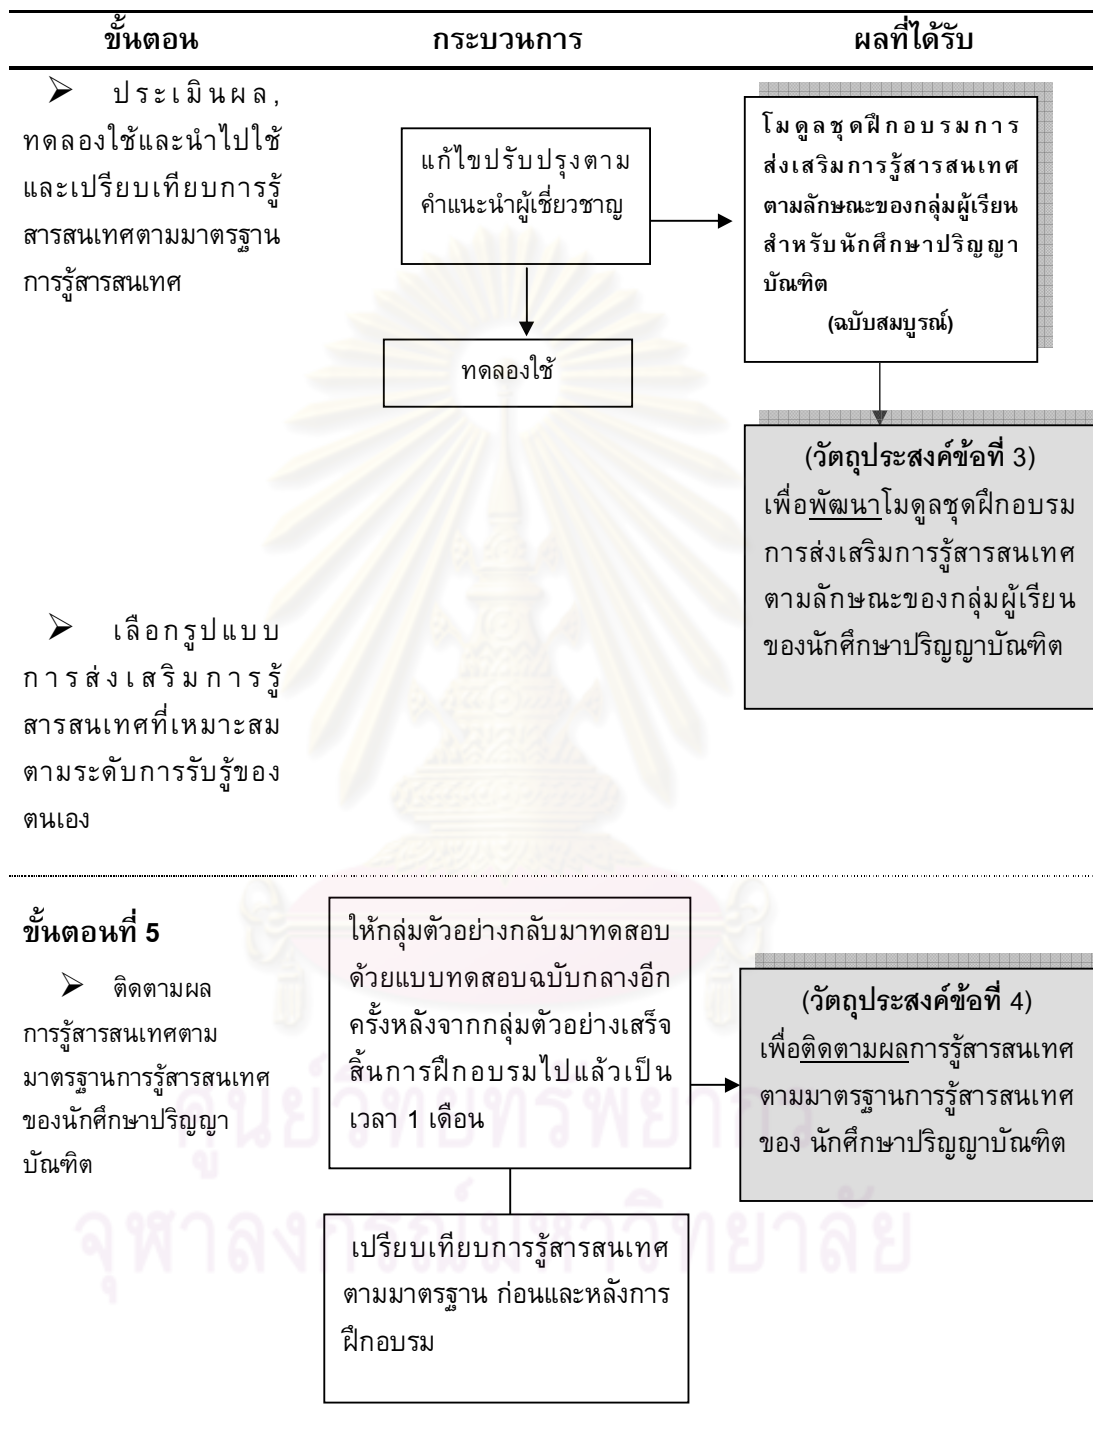 ขั้นตอน
กระบวนการ
ผลที่ได้รับ
➢ ประเมินผล,
ทดลองใช้และนำไปใช้
และเปรียบเทียบการรู้
สารสนเทศตามมาตรฐาน
การรู้สารสนเทศ
แก้ไขปรับปรุงตาม
คำแนะนำผู้เชี่ยวชาญ
ทดลองใช้
โมดูลชุดฝึกอบรมการ
ส่งเสริมการรู้สารสนเทศ
ตามลักษณะของกลุ่มผู้เรียน
สำหรับนักศึกษาปริญญา
บัณฑิต
(ฉบับสมบูรณ์)
(วัตถุประสงค์ข้อที่ 3)
เพื่อพัฒนาโมดูลชุดฝึกอบรม
การส่งเสริมการรู้สารสนเทศ
ตามลักษณะของกลุ่มผู้เรียน
ของนักศึกษาปริญญาบัณฑิต
➢ เลือกรูปแบบ
การส่งเสริมการรู้
สารสนเทศที่เหมาะสม
ตามระดับการรับรู้ของ
ตนเอง
ขั้นตอนที่ 5
➢ ติดตามผล
การรู้สารสนเทศตาม
มาตรฐานการรู้สารสนเทศ
ของนักศึกษาปริญญา
บัณฑิต
ให้กลุ่มตัวอย่างกลับมาทดสอบ
ด้วยแบบทดสอบฉบับกลางอีก
ครั้งหลังจากกลุ่มตัวอย่างเสร็จ
สิ้นการฝึกอบรมไปแล้วเป็น
เวลา 1 เดือน
(วัตถุประสงค์ข้อที่ 4)
เพื่อติดตามผลการรู้สารสนเทศ
ตามมาตรฐานการรู้สารสนเทศ
ของ นักศึกษาปริญญาบัณฑิต
เปรียบเทียบการรู้สารสนเทศ
ตามมาตรฐาน ก่อนและหลังการ
ฝึกอบรม
ศูนย์วิทยทรัพยากร
จุฬาลงกรณ์มหาวิทยาลัย